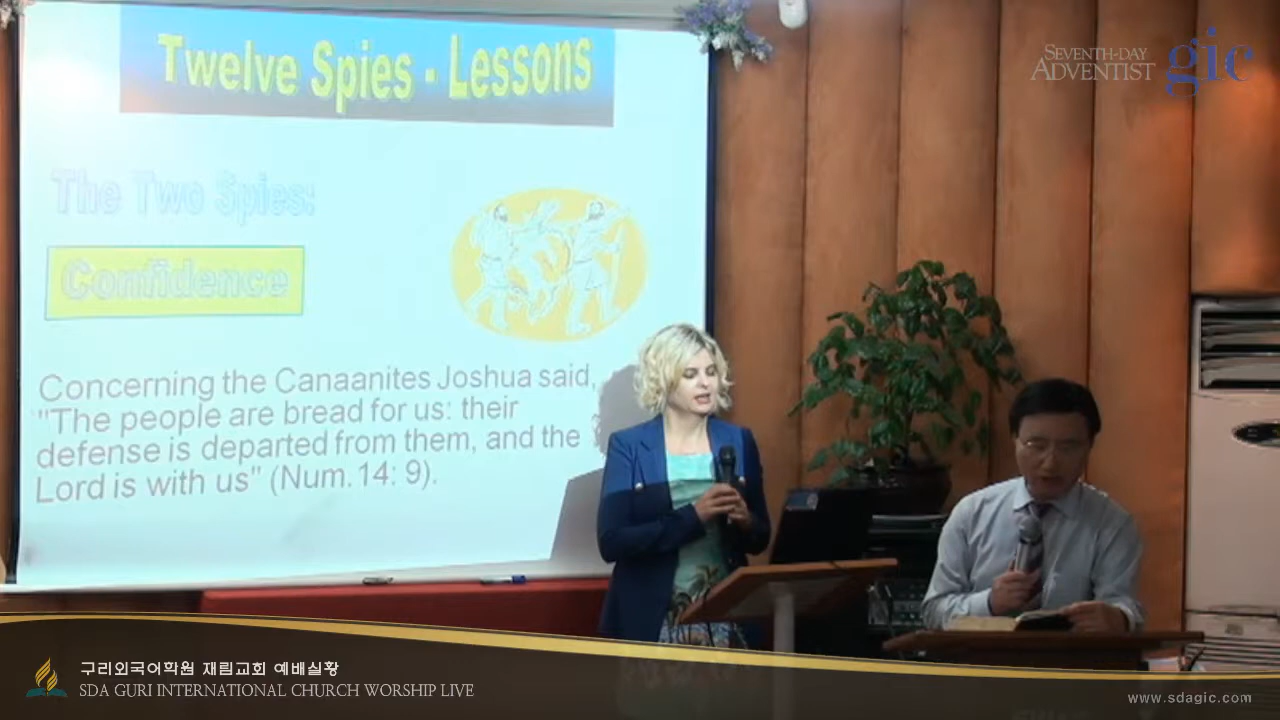 Twelve Spies - Lessons
SEVENTH-DAY
ADVENTIST gic
The Two Spies:
Confidence
Concerning the Canaanites Joshua said,
"The people are bread for us: their
defense is departed from them, and the
Lord is with us" (Num. 14: 9).
구리외국어학원 재림교회 예배실황
SDA GURI INTERNATIONAL CHURCH WORSHIP LIVE
www.sdagic.com